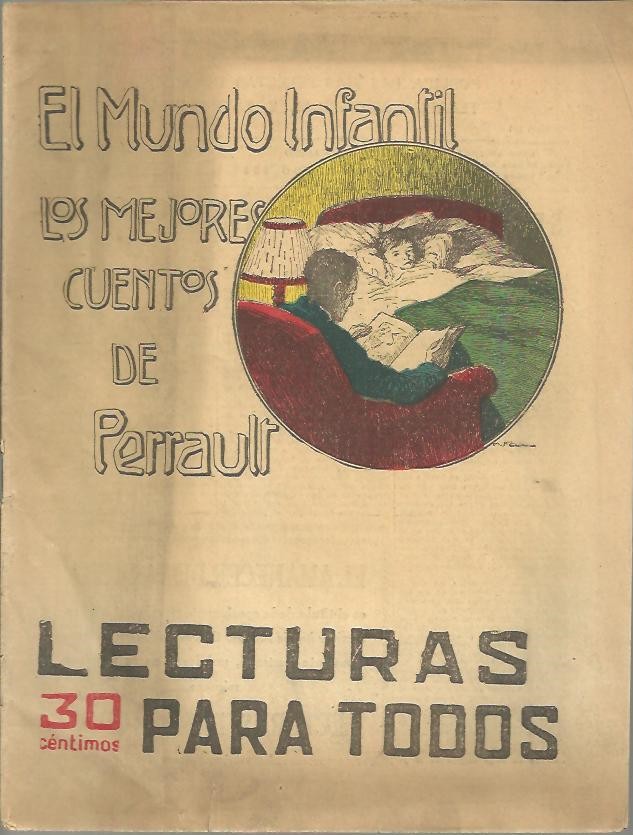 El Mundo Infantil
LOS MEJORES
CUENTOS
DE
Perrault
LECTURAS
30
céntimos
PARA TODOS